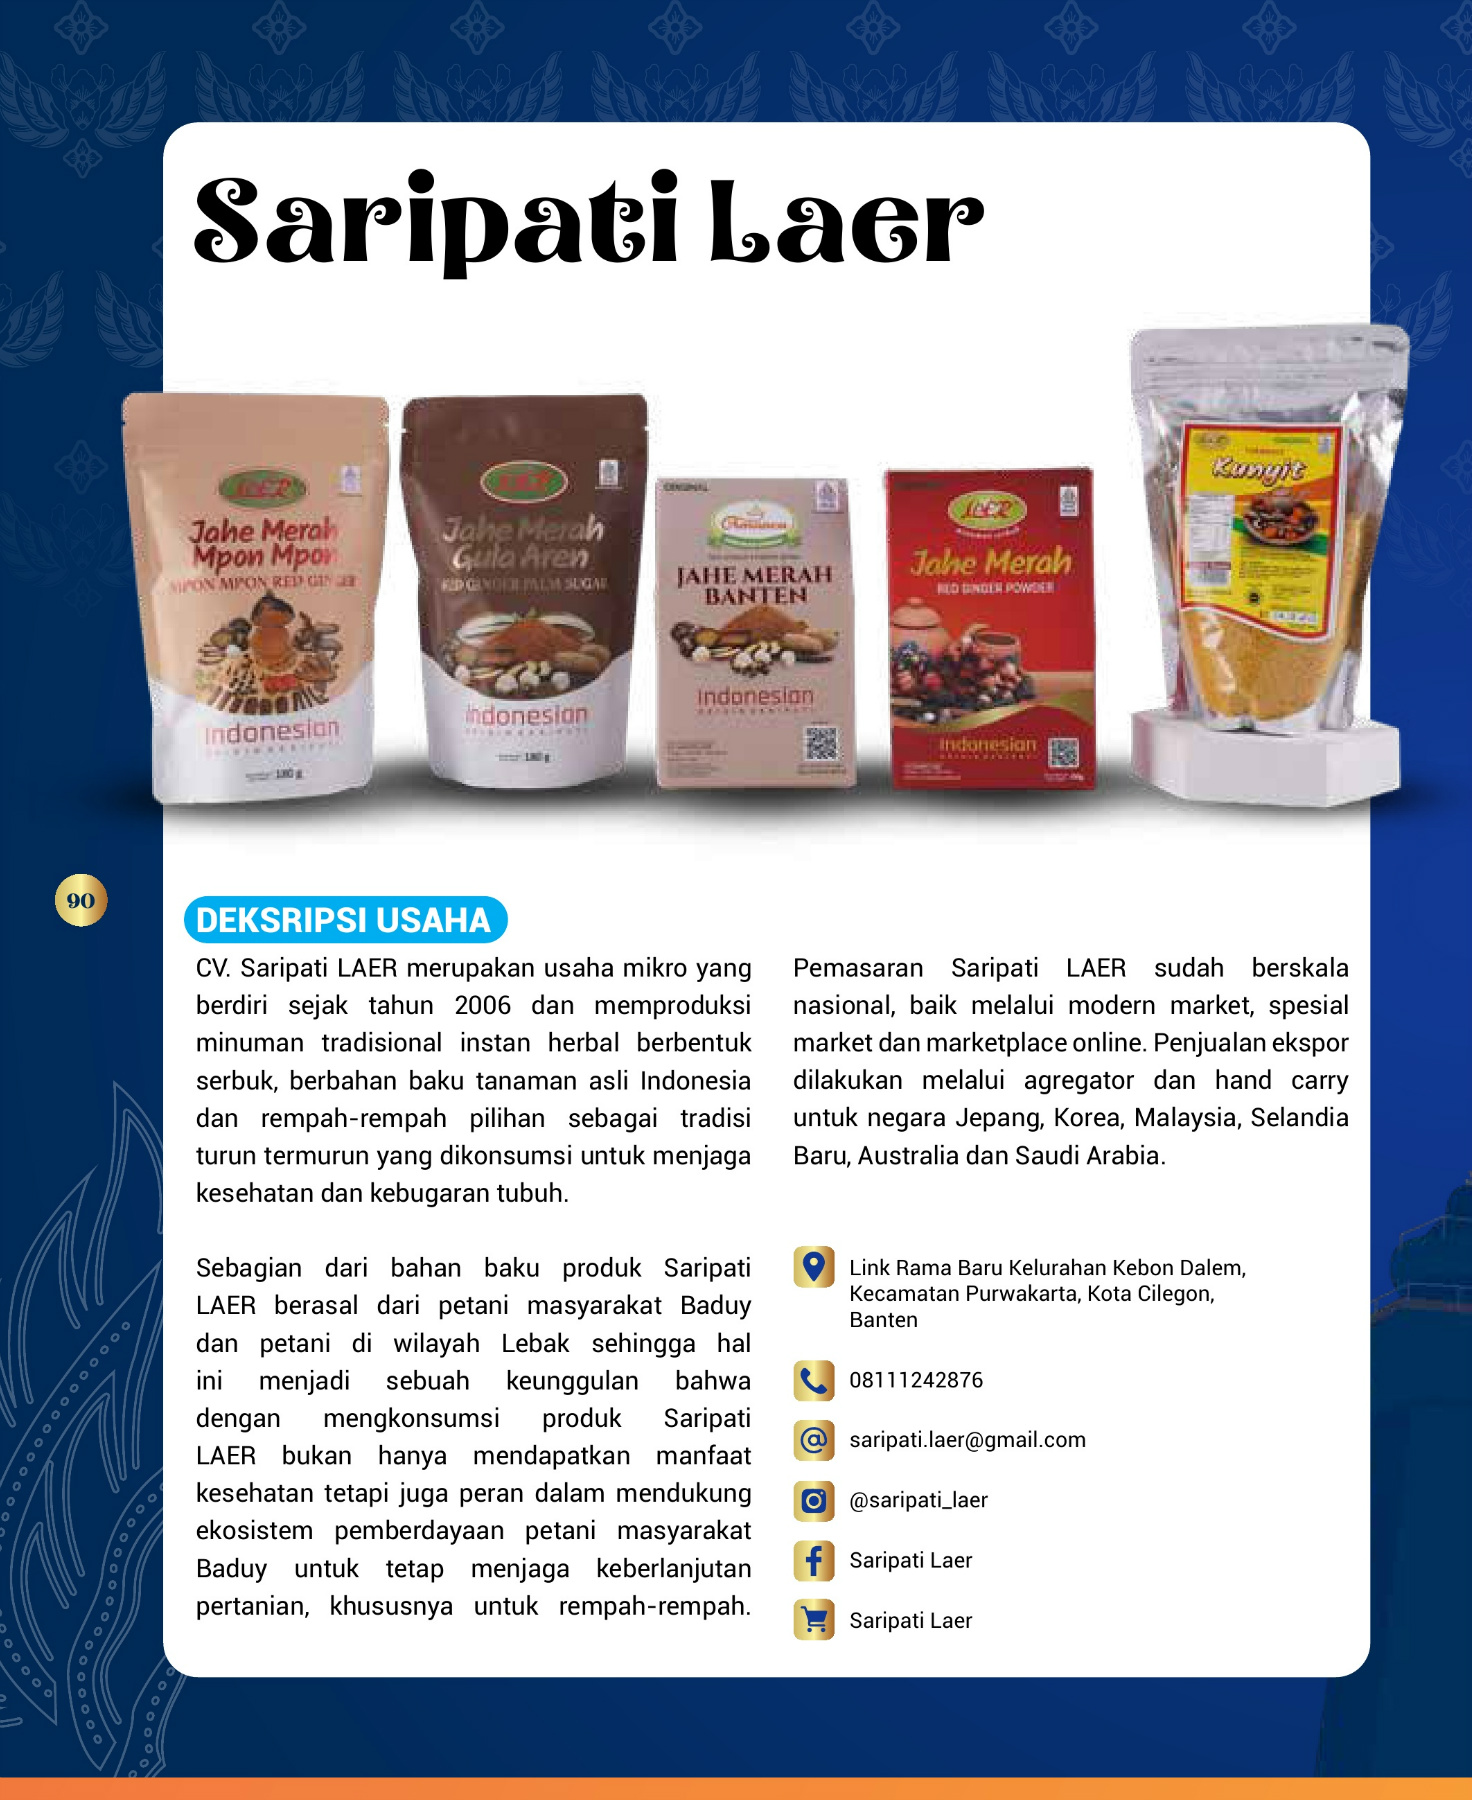 Saripati Laer
LAER
Jahe Merah
Mpon Mpon
MPON MPON RED GINGER
Indonesian
180 g
LAER
Jahe Merah
Gula Aren
RED GINGER PALM SUGAR
Indonesian
180 g
ORIGINAL
JAHE MERAH
BANTEN
Indonesian
LAER
Jahe Merah
RED GINGER POWDER
Indonesian
Kunyit
90
DEKSRIPSI USAHA
CV. Saripati LAER merupakan usaha mikro yang
berdiri sejak tahun 2006 dan memproduksi
minuman tradisional instan herbal berbentuk
serbuk, berbahan baku tanaman asli Indonesia
dan rempah-rempah pilihan sebagai tradisi
turun termurun yang dikonsumsi untuk menjaga
kesehatan dan kebugaran tubuh.
Sebagian dari bahan baku produk Saripati
LAER berasal dari petani masyarakat Baduy
dan petani di wilayah Lebak sehingga hal
ini menjadi sebuah keunggulan bahwa
dengan mengkonsumsi produk Saripati
LAER bukan hanya mendapatkan manfaat
kesehatan tetapi juga peran dalam mendukung
ekosistem pemberdayaan petani masyarakat
Baduy untuk tetap menjaga keberlanjutan
pertanian, khususnya untuk rempah-rempah.
Pemasaran Saripati LAER sudah berskala
nasional, baik melalui modern market, spesial
market dan marketplace online. Penjualan ekspor
dilakukan melalui agregator dan hand carry
untuk negara Jepang, Korea, Malaysia, Selandia
Baru, Australia dan Saudi Arabia.
Link Rama Baru Kelurahan Kebon Dalem,
Kecamatan Purwakarta, Kota Cilegon,
Banten
08111242876
saripati.laer@gmail.com
@saripati_laer
Saripati Laer
Saripati Laer